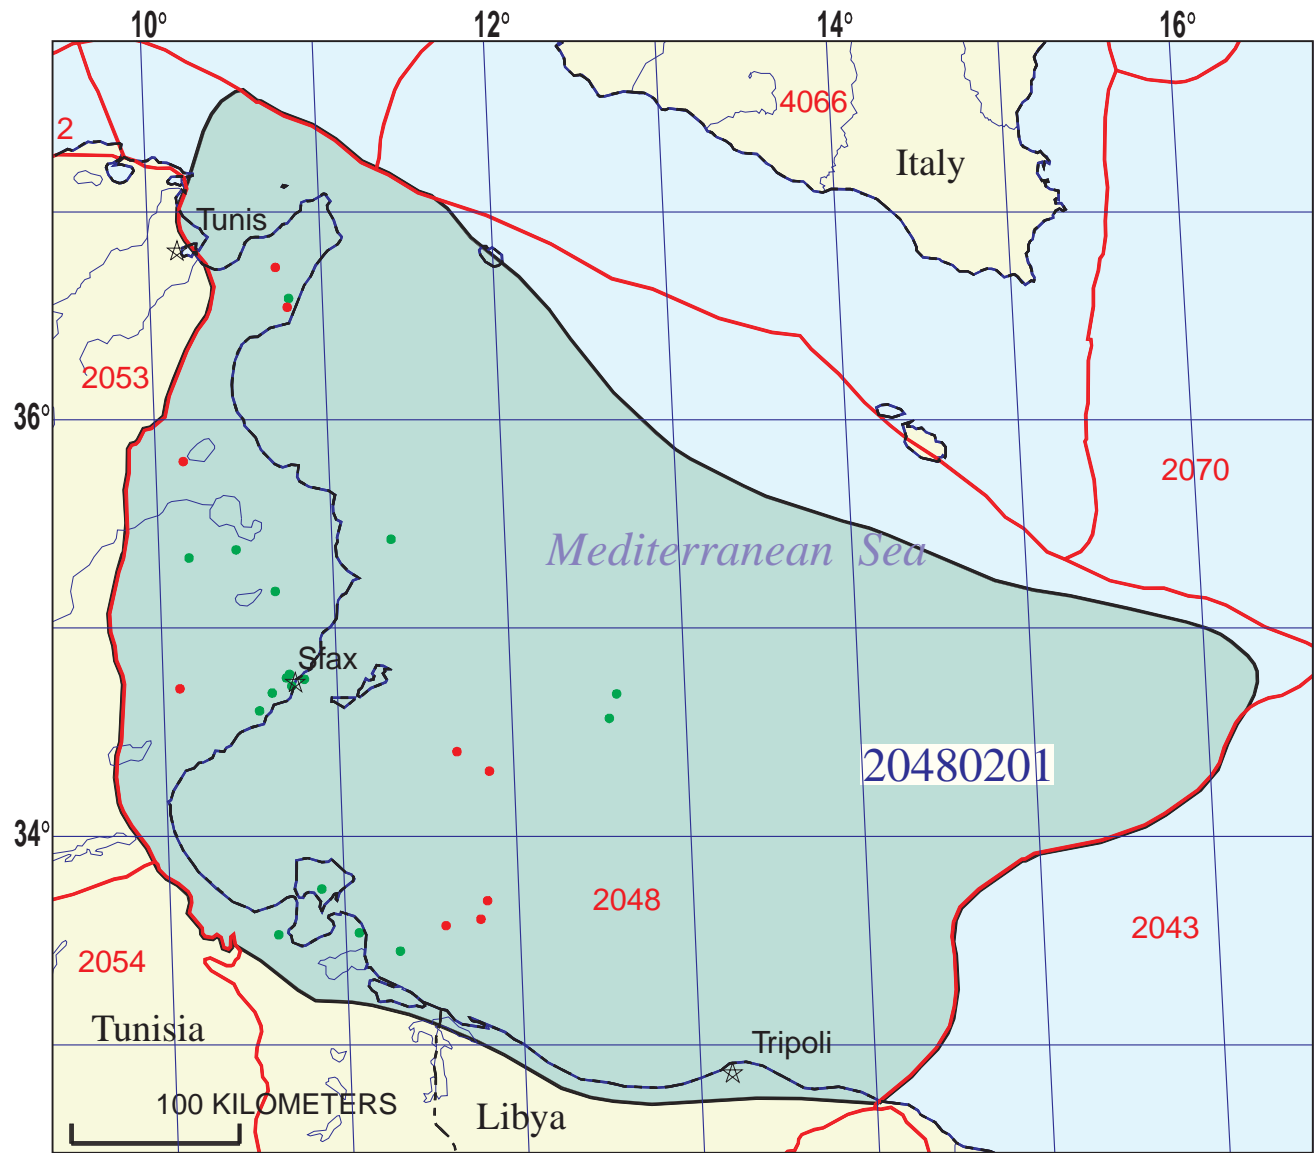 10° 12° 14° 16°
4066
2
Italy
Tunis
2053
36°
2070
Mediterranean Sea
Sfax
20480201
34°
2048
2043
2054
Tunisia
Tripoli
100 KILOMETERS
Libya